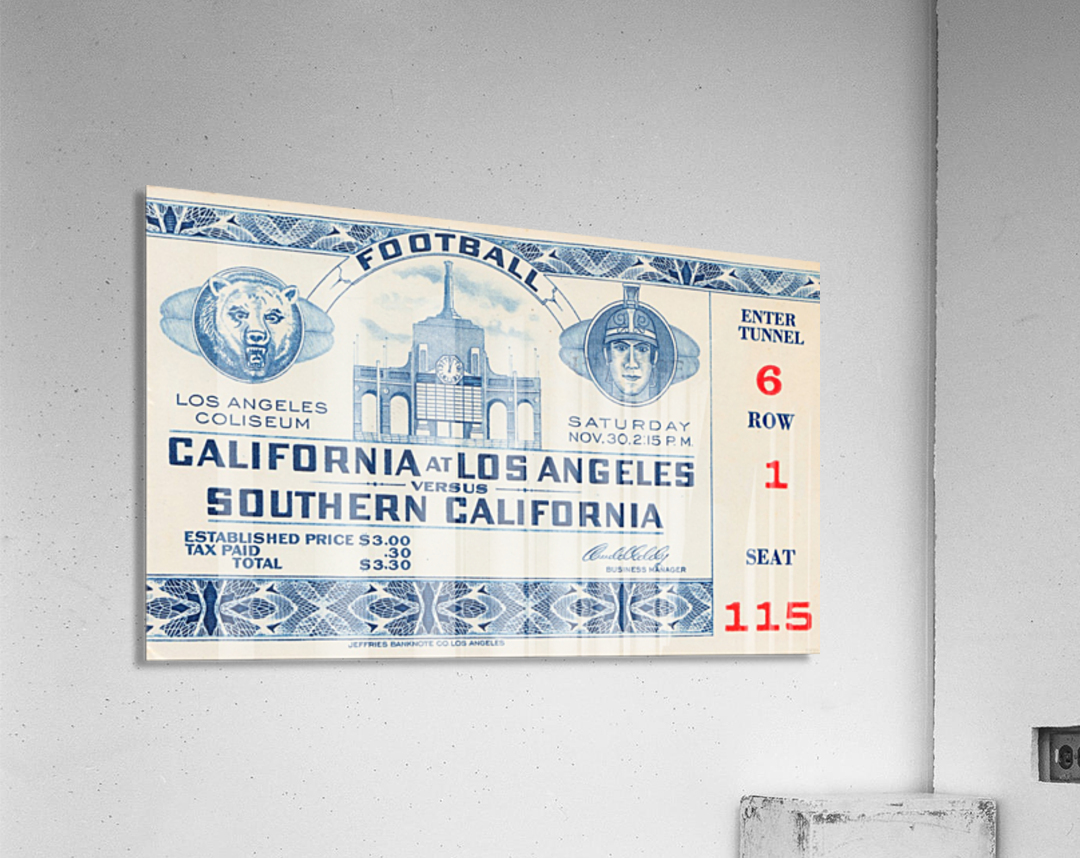 FOOTBALL
LOS ANGELES
COLISEUM
SATURDAY
NOV. 30. 2:15 P.M.
CALIFORNIA AT LOS ANGELES
VERSUS
SOUTHERN CALIFORNIA
ESTABLISHED PRICE $3.00
TAX PAID .30
TOTAL $3.30
BUSINESS MANAGER
JEFFRIES BANKNOTE CO. LOS ANGELES
ENTER
TUNNEL
6
ROW
1
SEAT
115